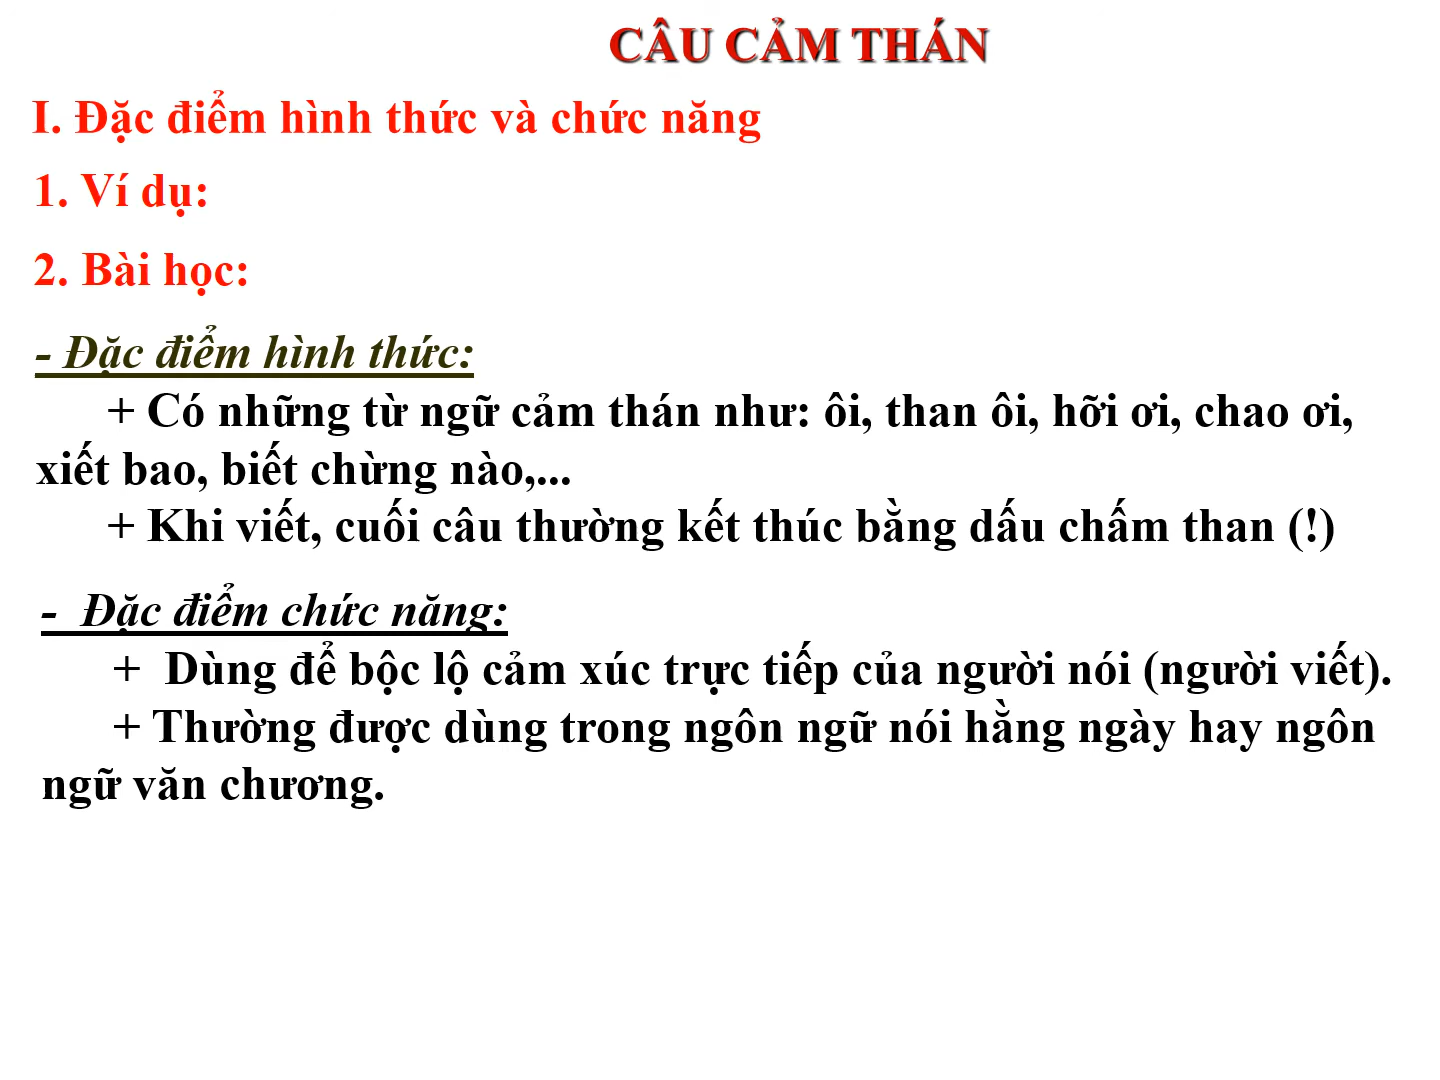 CÂU CẢM THÁN
I. Đặc điểm hình thức và chức năng
1. Ví dụ:
2. Bài học:
- Đặc điểm hình thức:
+ Có những từ ngữ cảm thán như: ôi, than ôi, hỡi ơi, chao ơi,
xiết bao, biết chừng nào,...
+ Khi viết, cuối câu thường kết thúc bằng dấu chấm than (!)
- Đặc điểm chức năng:
+ Dùng để bộc lộ cảm xúc trực tiếp của người nói (người viết).
+ Thường được dùng trong ngôn ngữ nói hằng ngày hay ngôn
ngữ văn chương.